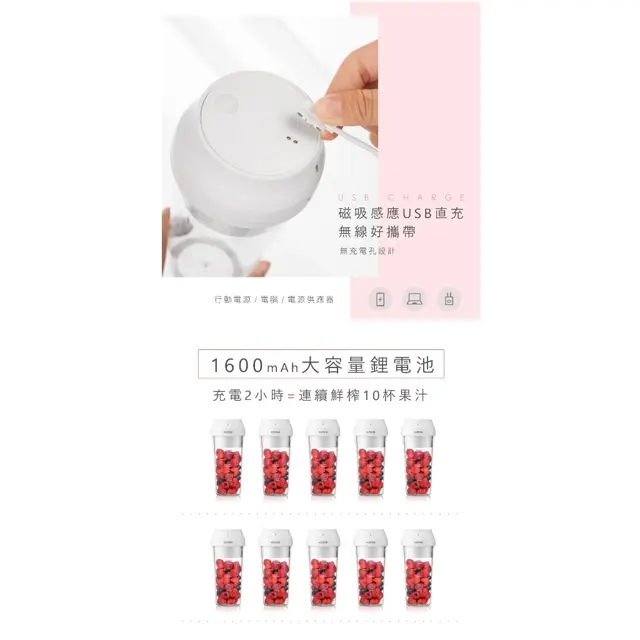 USB CHARGE
磁吸感應USB直充
無線好攜帶
無充電孔設計
行動電源/電腦/電源供應器
1600mAh大容量鋰電池
充電2小時=連續鮮榨10杯果汁